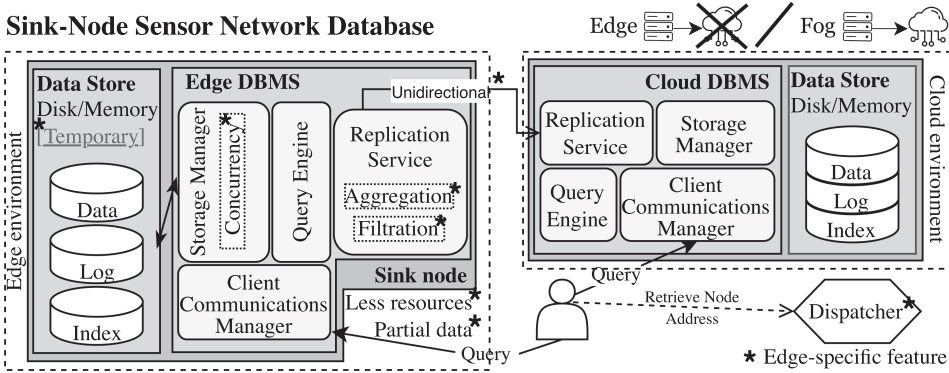 Sink-Node Sensor Network Database
Edge
Fog
Edge environment
Data Store
Disk/Memory
*
[Temporary]
Data
Log
Index
Edge DBMS
Storage Manager
*
Concurrency
Query Engine
Replication
Service
Aggregation*
Filtration*
Client
Communications
Manager
Sink node
Less resources*
Partial data*
Unidirectional*
Cloud DBMS
Replication
Service
Storage
Manager
Query
Engine
Client
Communications
Manager
Data Store
Disk/Memory
Data
Log
Index
Cloud environment
Query
Query
Retrieve Node
Address
Dispatcher*
* Edge-specific feature